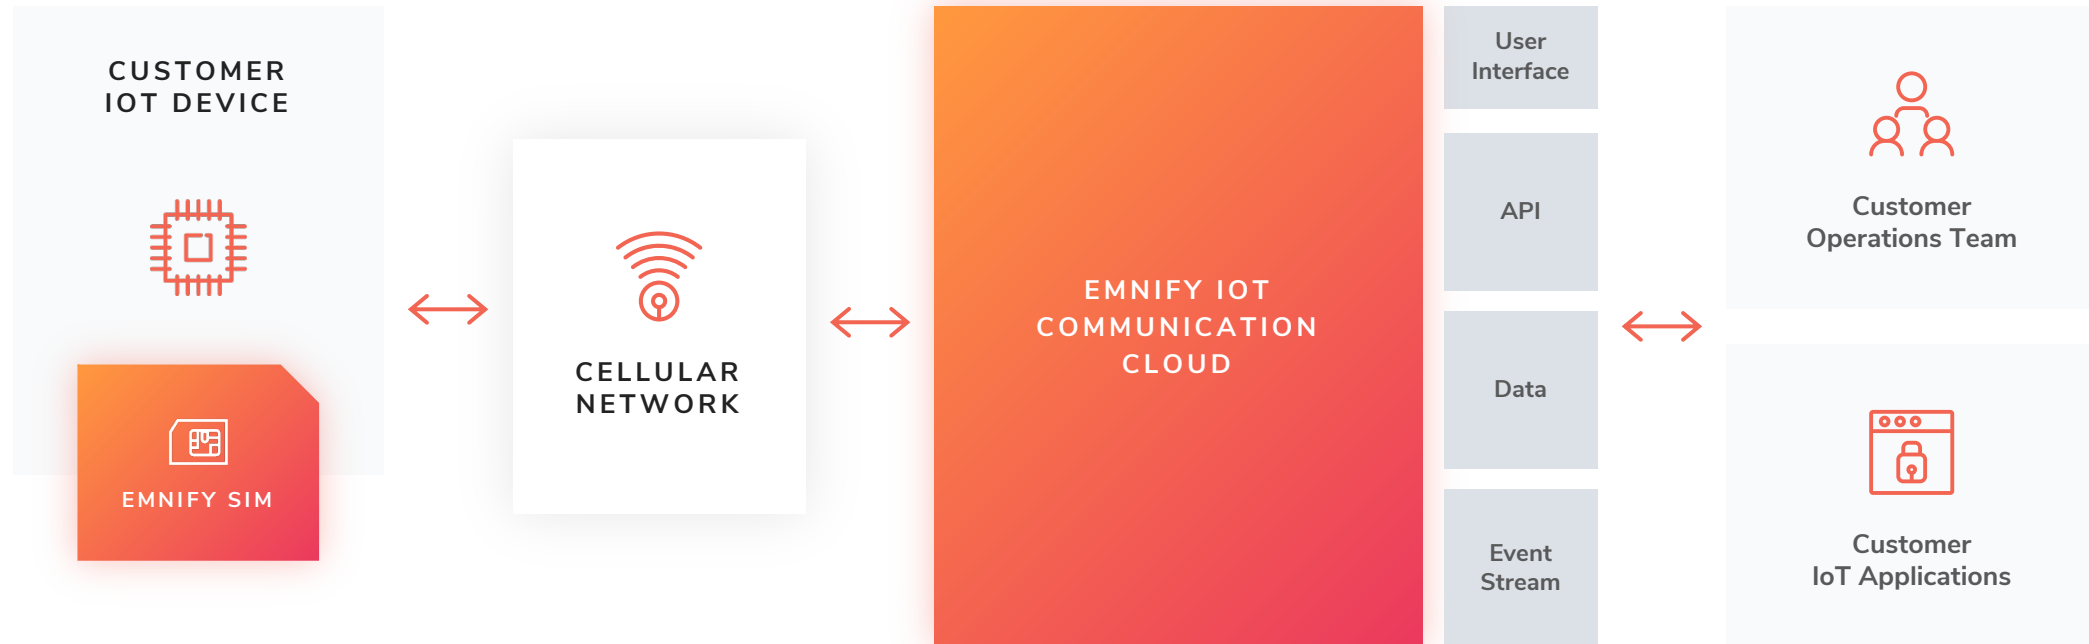 CUSTOMER
IOT DEVICE
EMNIFY SIM
CELLULAR
NETWORK
EMNIFY IOT
COMMUNICATION
CLOUD
User
Interface
API
Data
Event
Stream
Customer
Operations Team
Customer
IoT Applications